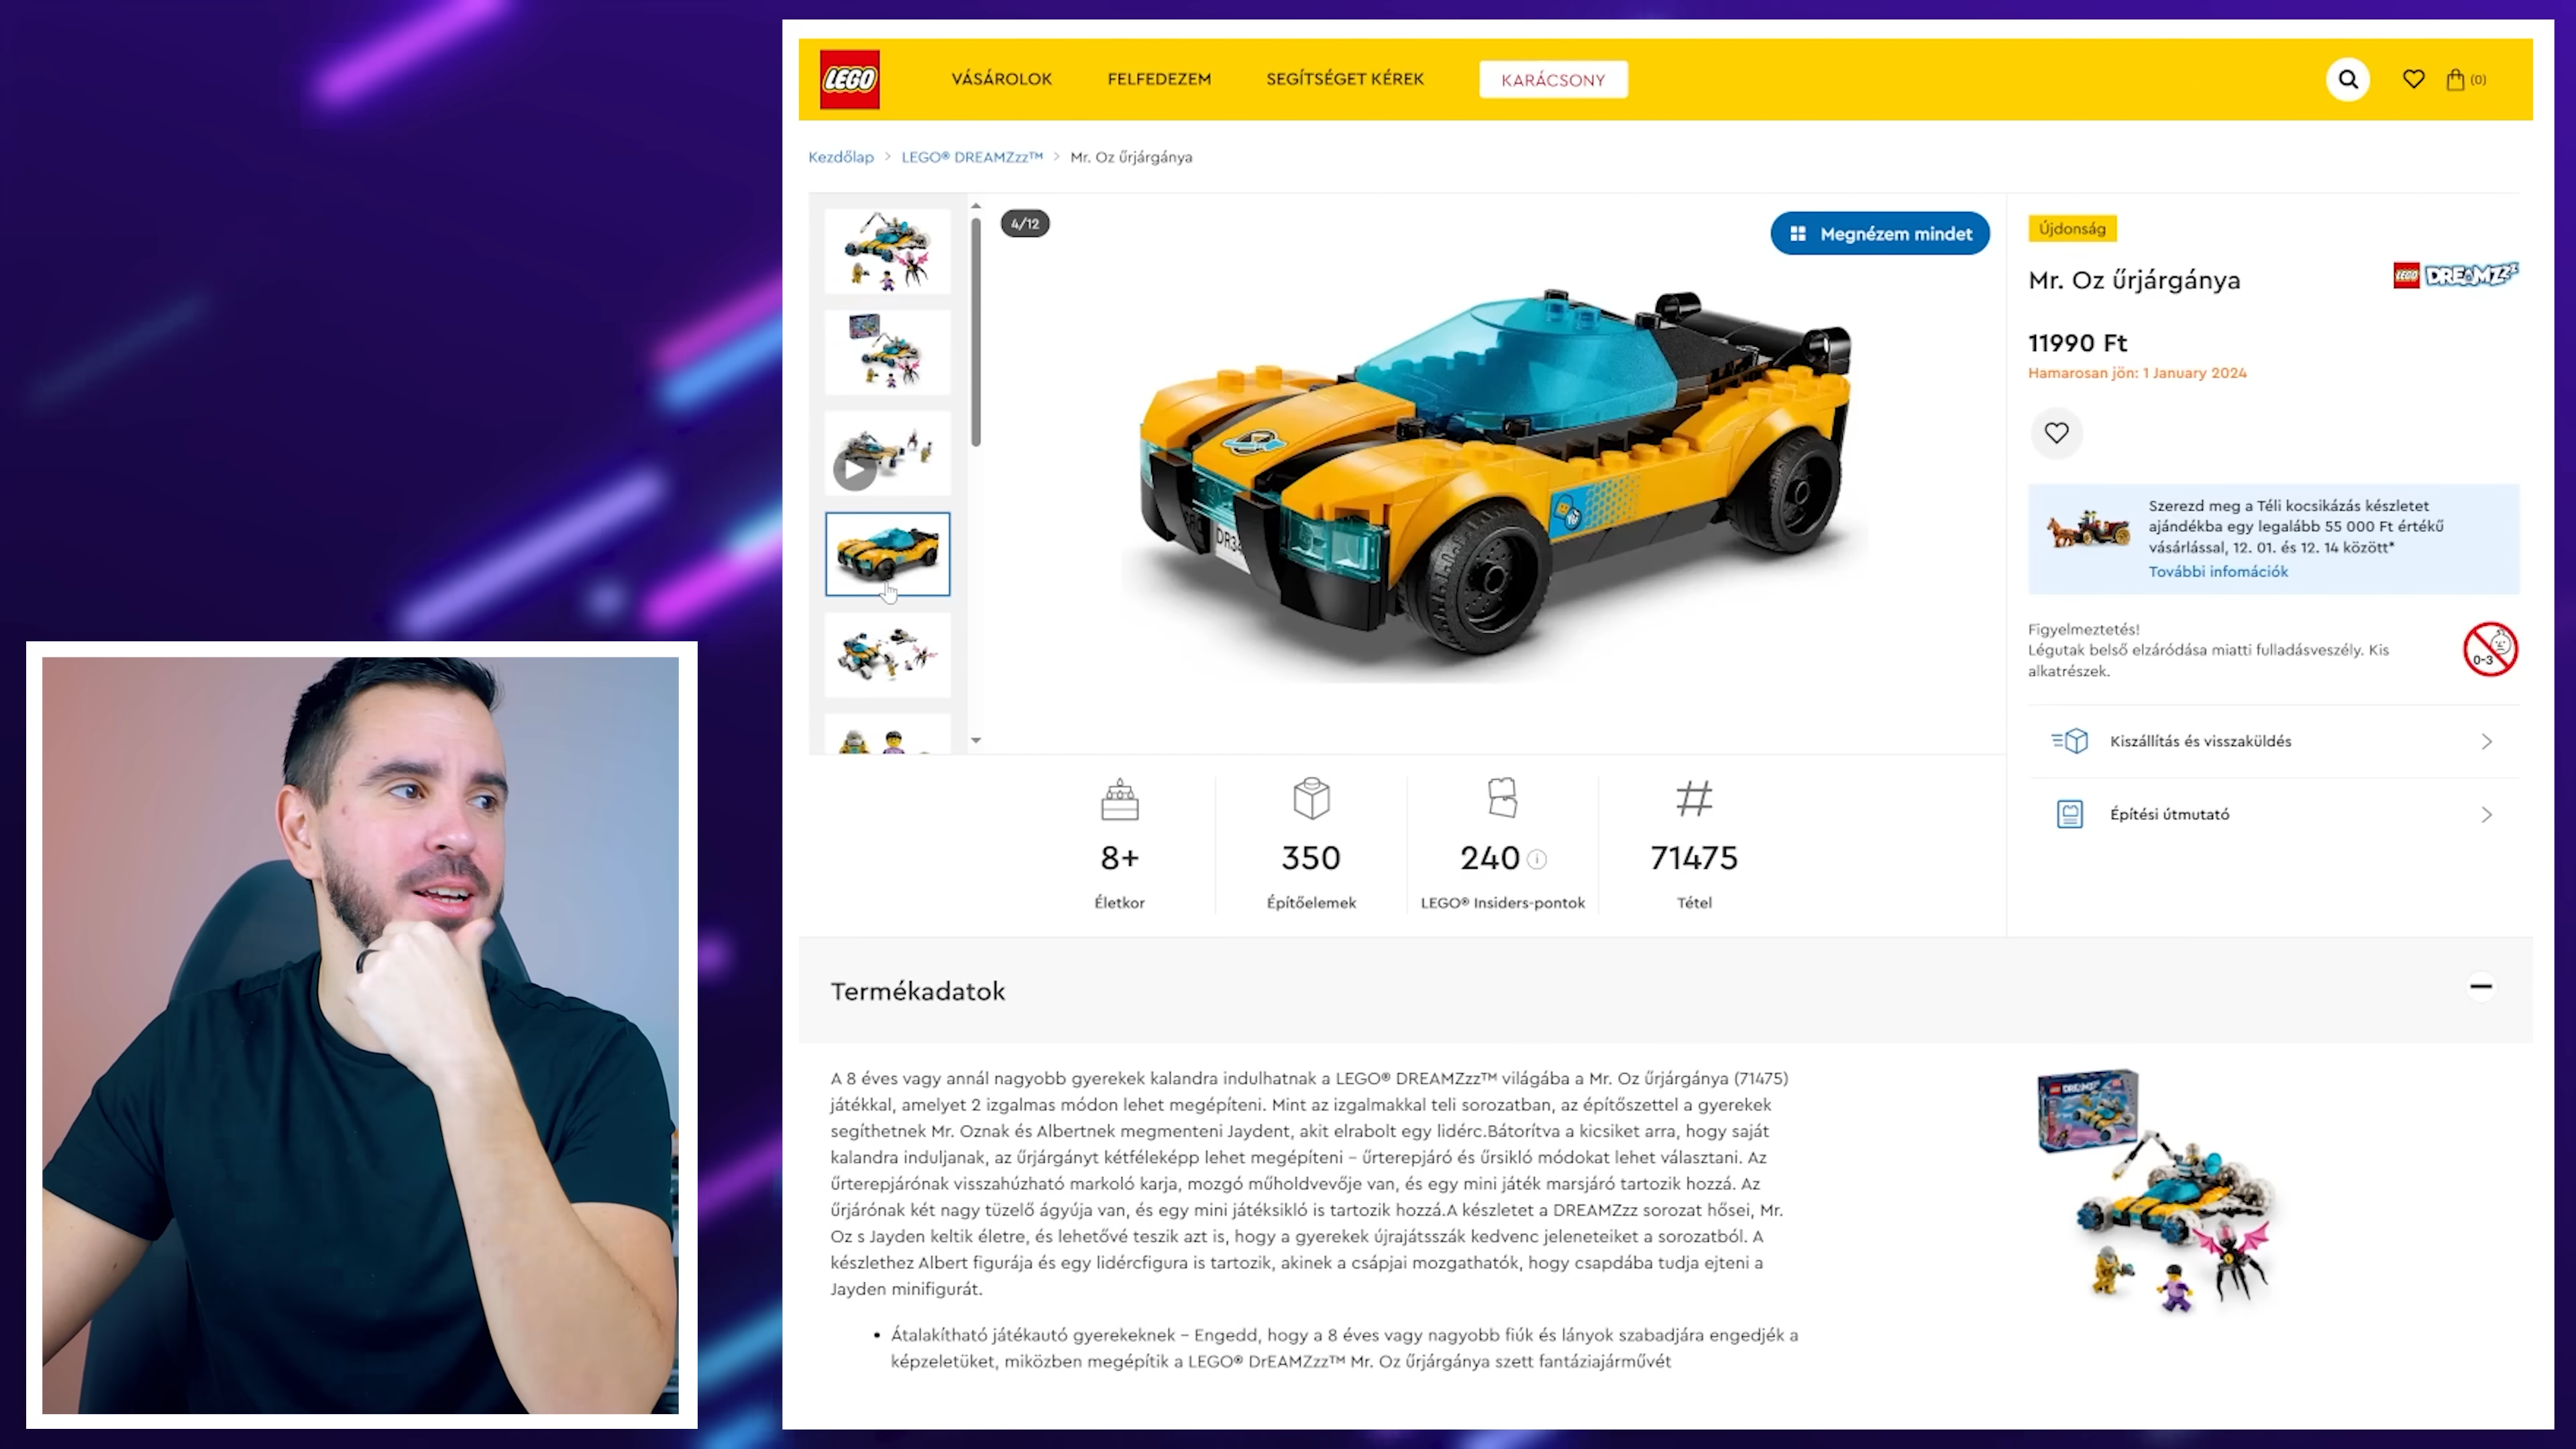 LEGO
VÁSÁROLOK
FELFEDEZEM
SEGÍTSÉGET KÉREK
KARÁCSONY
(0)
Kezdőlap > LEGO® DREAMZzz™ > Mr. Oz űrjárgánya
4/12
Megnézem mindet
Újdonság
Mr. Oz űrjárgánya
LEGO DREAMZzz
11990 Ft
Hamarosan jön: 1 January 2024
Szerezd meg a Téli kocsikázás készletet
ajándékba egy legalább 55 000 Ft értékű
vásárlással, 12. 01. és 12. 14 között*
További infomációk
Figyelmeztetés!
Légutak belső elzáródása miatti fulladásveszély. Kis
alkatrészek.
0-3
Kiszállítás és visszaküldés
Építési útmutató
8+
Életkor
350
Építőelemek
240
LEGO® Insiders-pontok
71475
Tétel
Termékadatok
A 8 éves vagy annál nagyobb gyerekek kalandra indulhatnak a LEGO® DREAMZzz™ világába a Mr. Oz űrjárgánya (71475)
játékkal, amelyet 2 izgalmas módon lehet megépíteni. Mint az izgalmakkal teli sorozatban, az építőszettel a gyerekek
segíthetnek Mr. Oznak és Albertnek megmenteni Jaydent, akit elrabolt egy lidérc.Bátorítva a kicsiket arra, hogy saját
kalandra induljanak, az űrjárgányt kétféleképp lehet megépíteni – űrterepjáró és űrsikló módokat lehet választani. Az
űrterepjárónak visszahúzható markoló karja, mozgó műholdvevője van, és egy mini játék marsjáró tartozik hozzá. Az
űrjárónak két nagy tüzelő ágyúja van, és egy mini játéksikló is tartozik hozzá.A készletet a DREAMZzz sorozat hősei, Mr.
Oz s Jayden keltik életre, és lehetővé teszik azt is, hogy a gyerekek újrajátsszák kedvenc jeleneteiket a sorozatból. A
készlethez Albert figurája és egy lidércfigura is tartozik, akinek a csápjai mozgathatók, hogy csapdába tudja ejteni a
Jayden minifigurát.
• Átalakítható játékautó gyerekeknek – Engedd, hogy a 8 éves vagy nagyobb fiúk és lányok szabadjára engedjék a
képzeletüket, miközben megépítik a LEGO® DrEAMZzz™ Mr. Oz űrjárgánya szett fantáziajárművét